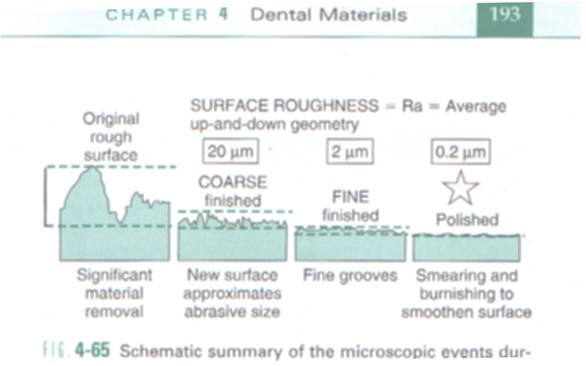 CHAPTER 4 Dental Materials 193
SURFACE ROUGHNESS = Ra = Average
up-and-down geometry
Original
rough
surface
20 µm
2 µm
0.2 µm
COARSE
finished
FINE
finished
Polished
Significant
material
removal
New surface
approximates
abrasive size
Fine grooves
Smearing and
burnishing to
smoothen surface
FIG. 4-65 Schematic summary of the microscopic events dur-